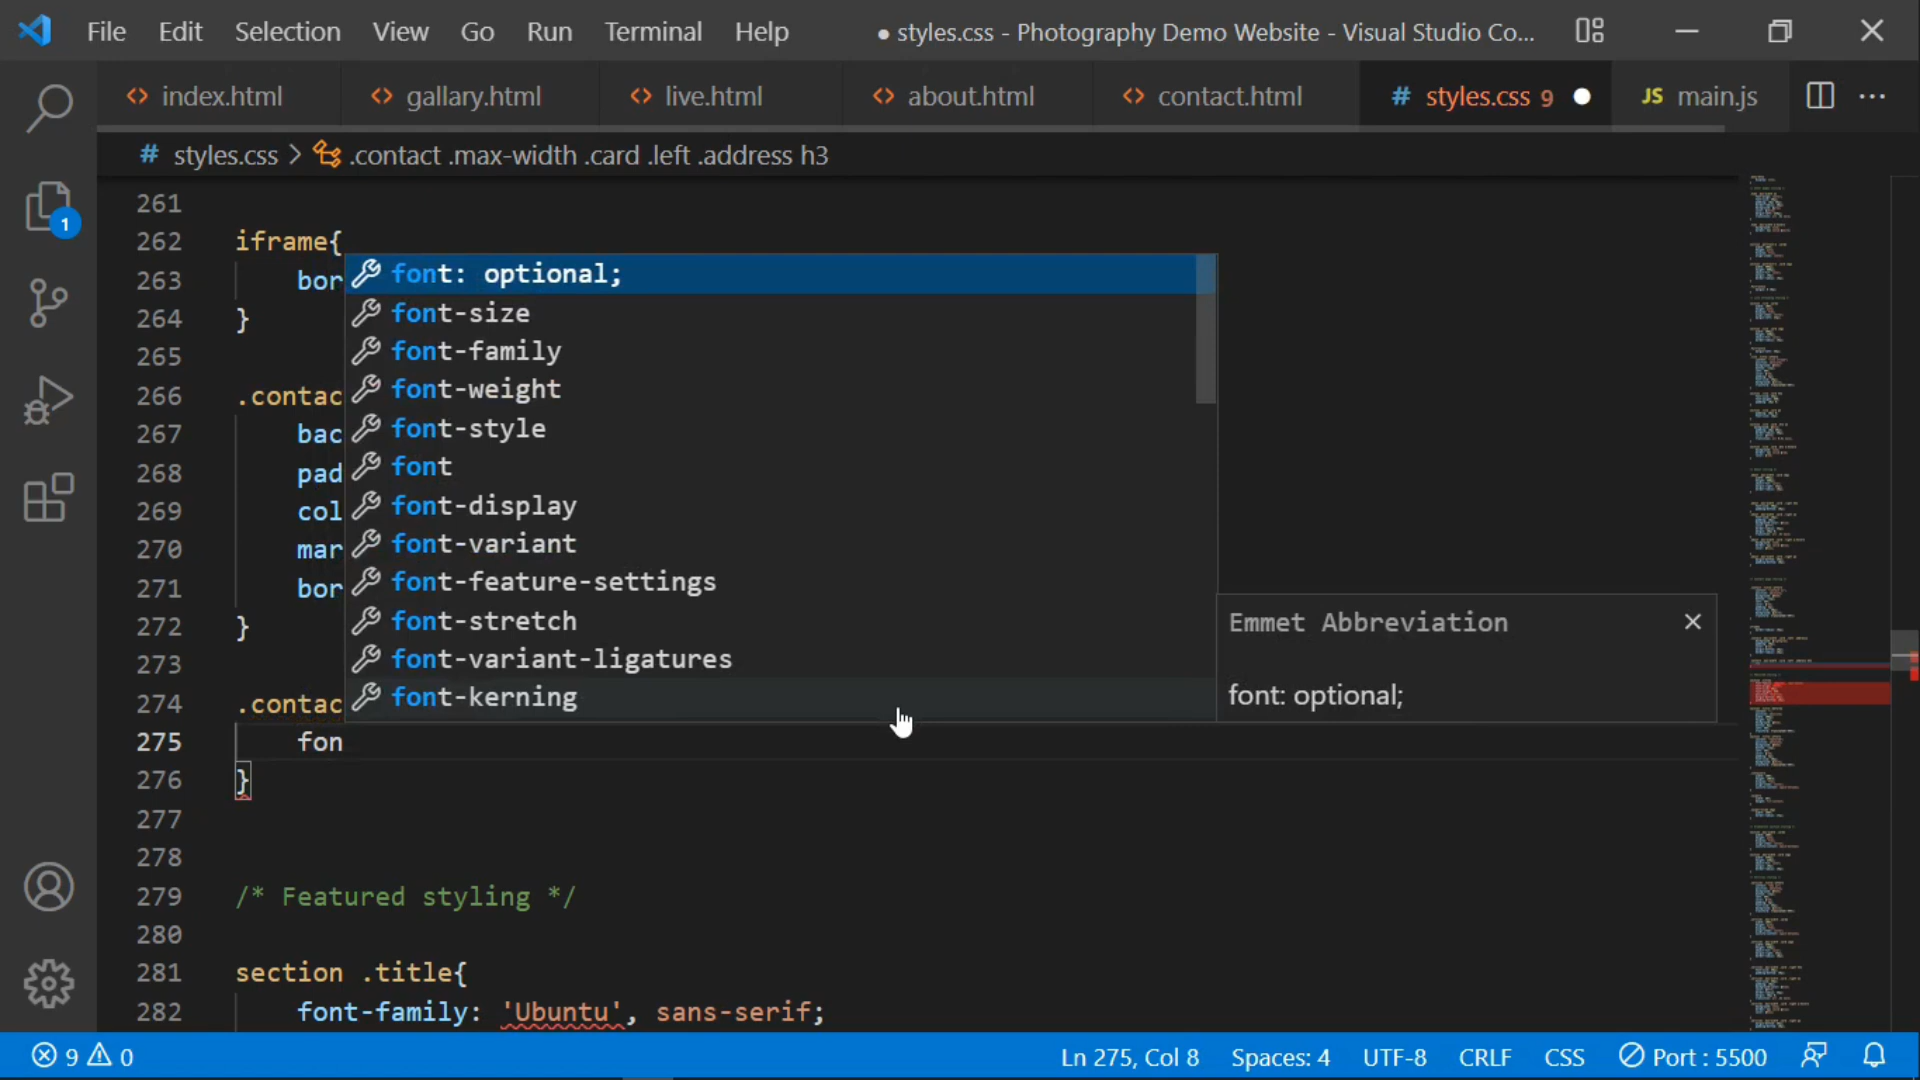 File Edit Selection View Go Run Terminal Help ● styles.css - Photography Demo Website - Visual Studio Co...
index.html gallary.html live.html about.html contact.html # styles.css 9 ● JS main.js ...
# styles.css > .contact .max-width .card .left .address h3
261
262 iframe{
263 bor
264 }
265
266 .contac
267 bac
268 pad
269 col
270 mar
271 bor
272 }
273
274 .contac
275 fon
276 }
277
278
279 /* Featured styling */
280
281 section .title{
282 font-family: 'Ubuntu', sans-serif;
font: optional;
font-size
font-family
font-weight
font-style
font
font-display
font-variant
font-feature-settings
font-stretch
font-variant-ligatures
font-kerning
Emmet Abbreviation
font: optional;
1
9 0 Ln 275, Col 8 Spaces: 4 UTF-8 CRLF CSS Port : 5500